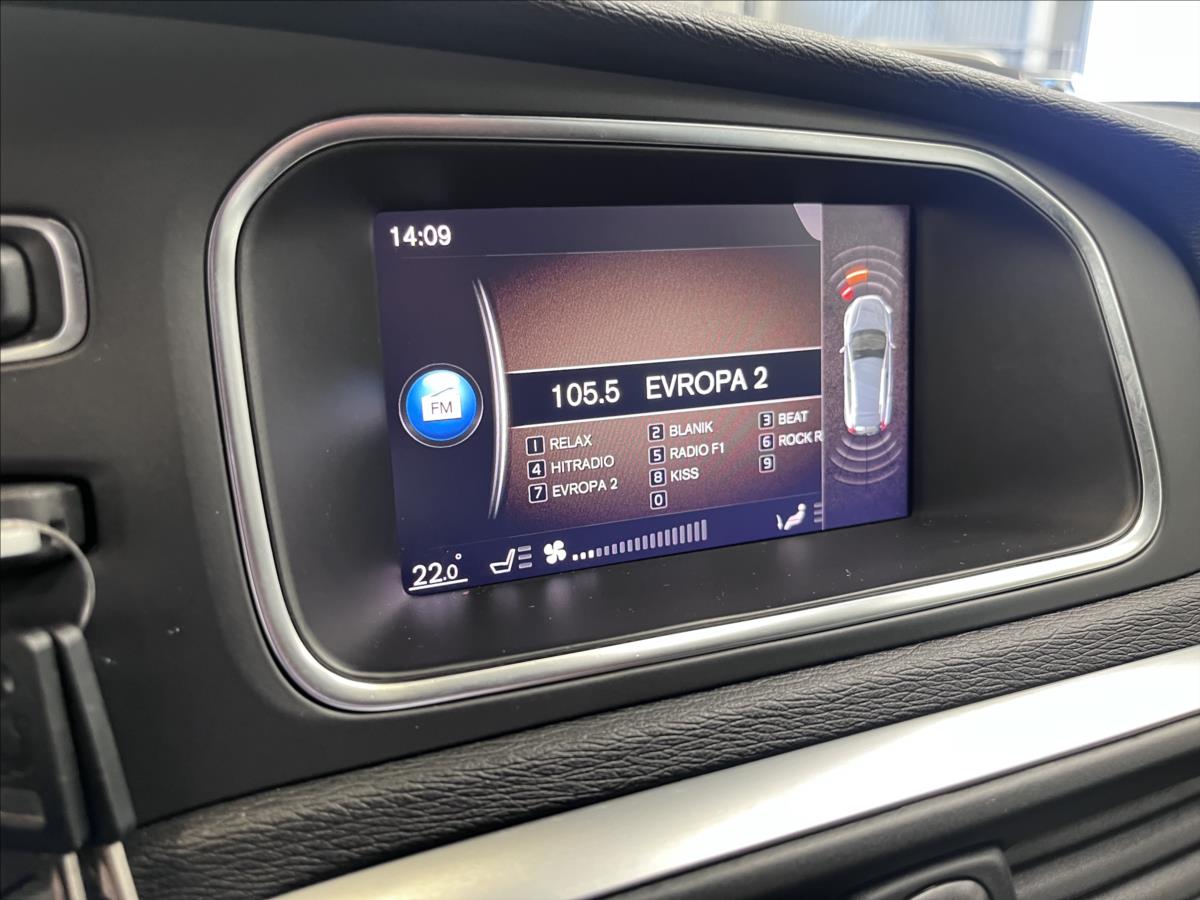 14:09
FM
105.5 EVROPA 2
1 RELAX 2 BLANIK 3 BEAT
4 HITRADIO 5 RADIO F1 6 ROCK R
7 EVROPA 2 8 KISS 9
0
22.0°